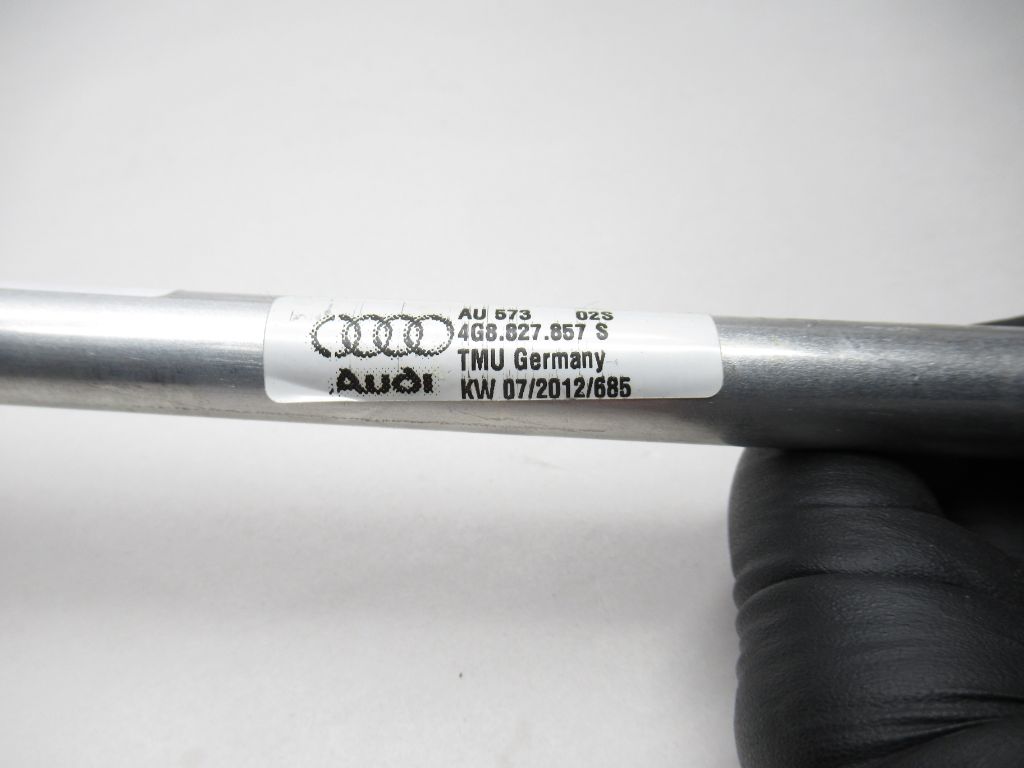 AU 573 02S
4G8.827.857 S
TMU Germany
Audi
KW 07/2012/685